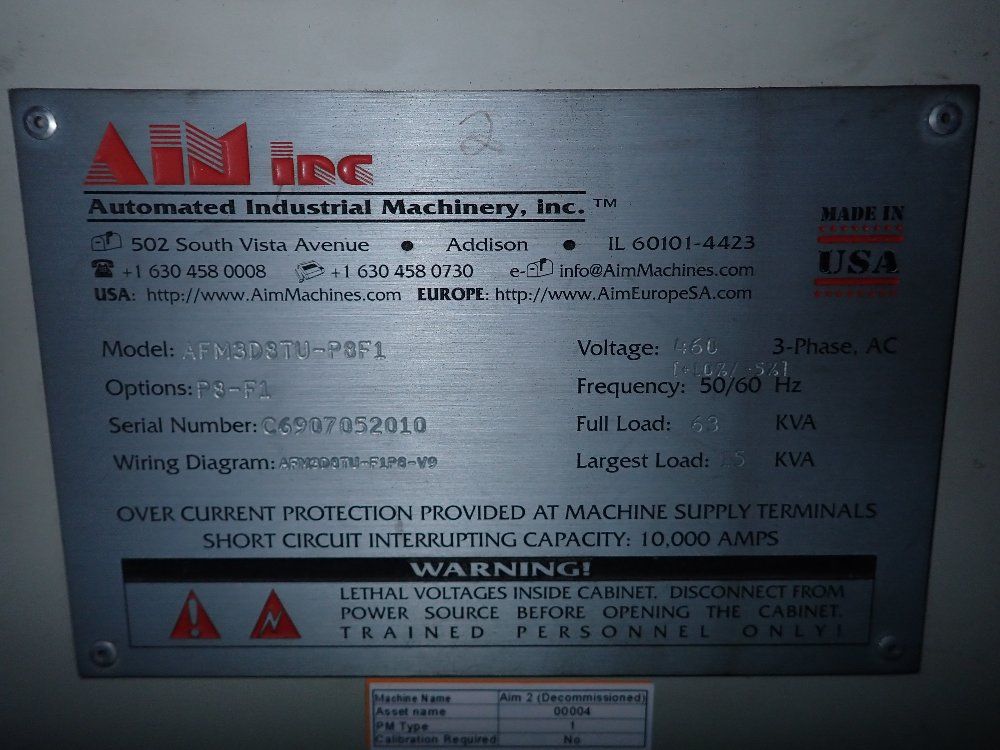 2
AIM inc
Automated Industrial Machinery, inc. ™
502 South Vista Avenue • Addison • IL 60101-4423
+1 630 458 0008 +1 630 458 0730 e- info@AimMachines.com
USA: http://www.AimMachines.com EUROPE: http://www.AimEuropeSA.com
MADE IN
USA
Model: AFM3D8TU-P8F1 Voltage: 460 3-Phase, AC
[+10%/-5%]
Options: P8-F1 Frequency: 50/60 Hz
Serial Number: C6907052010 Full Load: 63 KVA
Wiring Diagram: AFM3D8TU-F1P8-V9 Largest Load: KVA
OVER CURRENT PROTECTION PROVIDED AT MACHINE SUPPLY TERMINALS
SHORT CIRCUIT INTERRUPTING CAPACITY: 10,000 AMPS
WARNING!
LETHAL VOLTAGES INSIDE CABINET. DISCONNECT FROM
POWER SOURCE BEFORE OPENING THE CABINET.
TRAINED PERSONNEL ONLY!
Machine Name Aim 2 (Decommissioned)
Asset name 00004
PM Type 1
Calibration Required No